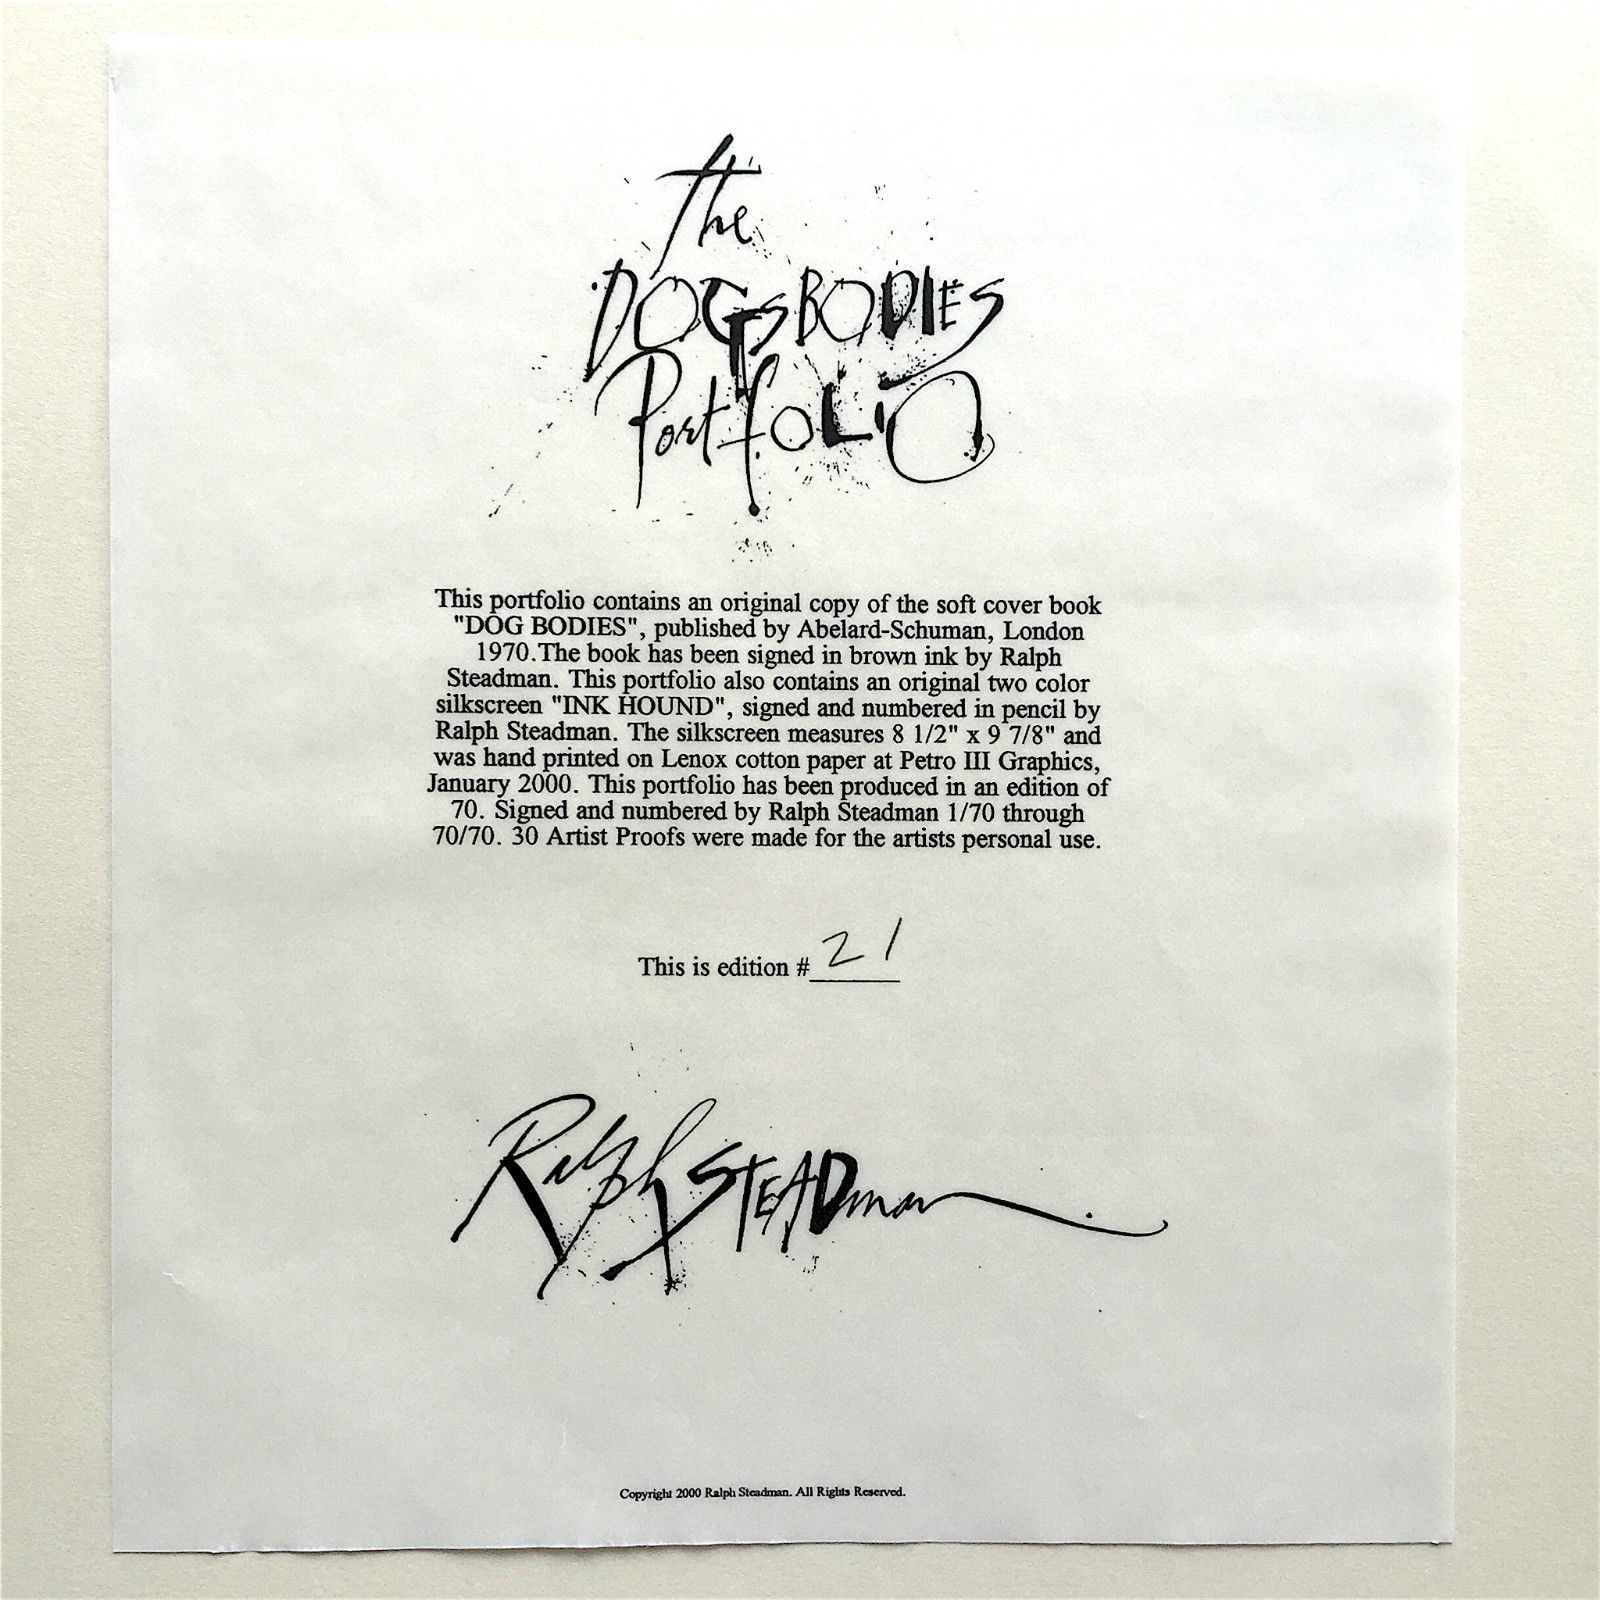 The
DOGsBODIES
PortfoLiO
This portfolio contains an original copy of the soft cover book
"DOG BODIES", published by Abelard-Schuman, London
1970.The book has been signed in brown ink by Ralph
Steadman. This portfolio also contains an original two color
silkscreen "INK HOUND", signed and numbered in pencil by
Ralph Steadman. The silkscreen measures 8 1/2" x 9 7/8" and
was hand printed on Lenox cotton paper at Petro III Graphics,
January 2000. This portfolio has been produced in an edition of
70. Signed and numbered by Ralph Steadman 1/70 through
70/70. 30 Artist Proofs were made for the artists personal use.
This is edition # 21
Ralph STEADman
Copyright 2000 Ralph Steadman. All Rights Reserved.